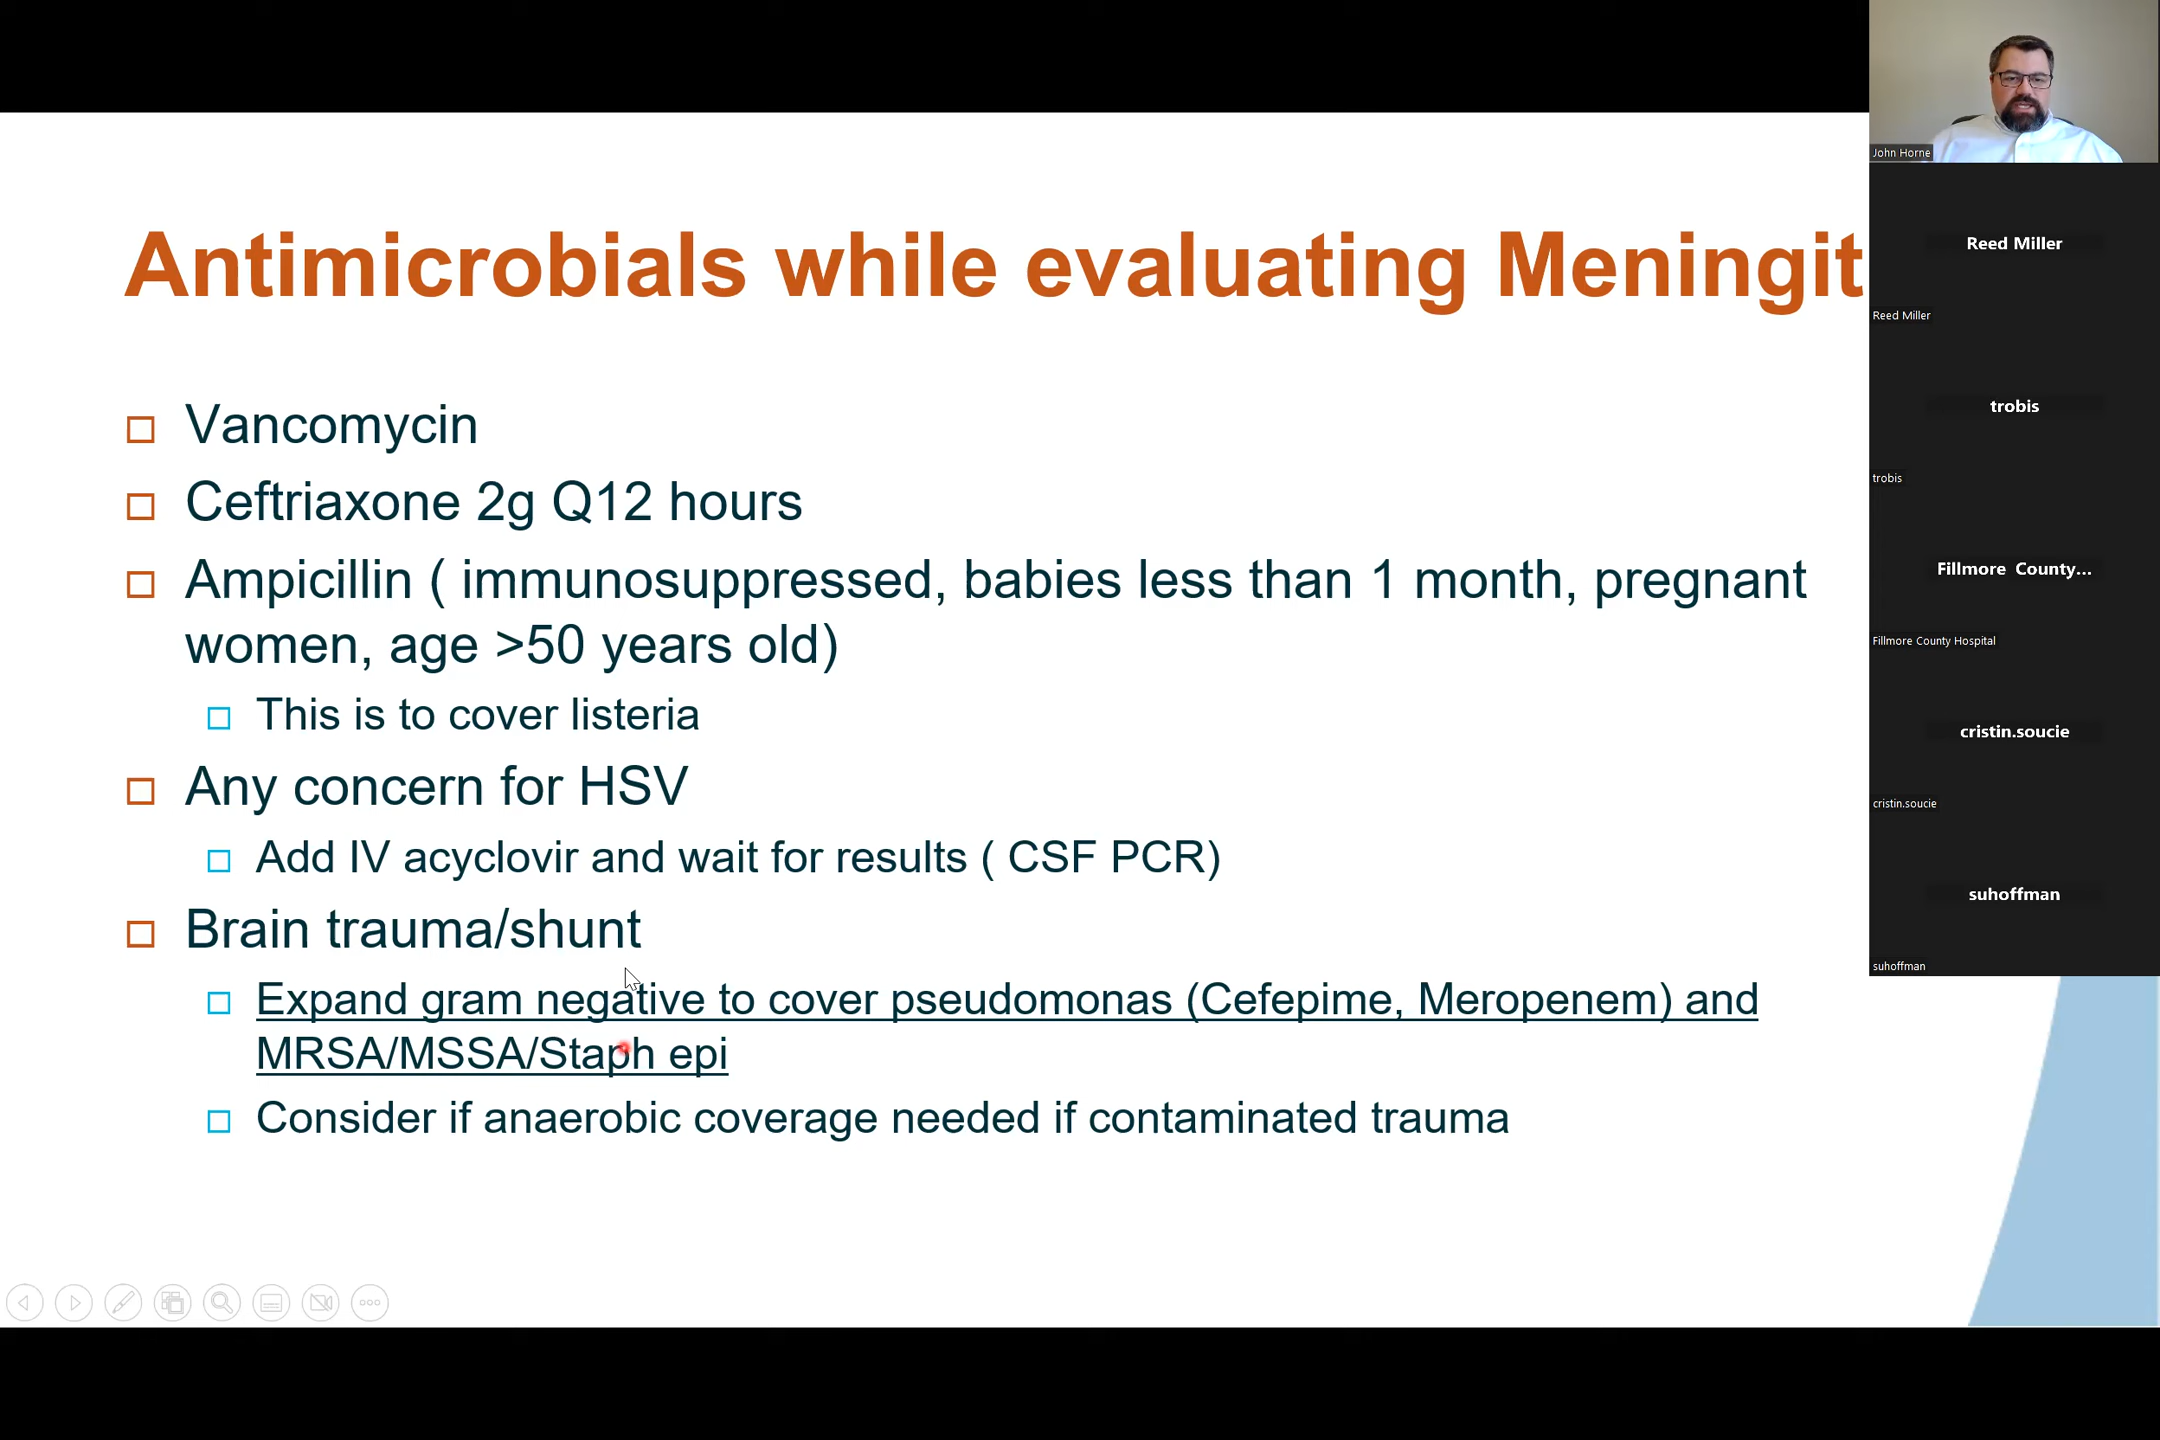 Antimicrobials while evaluating Meningit
Vancomycin
Ceftriaxone 2g Q12 hours
Ampicillin ( immunosuppressed, babies less than 1 month, pregnant
women, age >50 years old)
This is to cover listeria
Any concern for HSV
Add IV acyclovir and wait for results ( CSF PCR)
Brain trauma/shunt
Expand gram negative to cover pseudomonas (Cefepime, Meropenem) and
MRSA/MSSA/Staph epi
Consider if anaerobic coverage needed if contaminated trauma
John Horne
Reed Miller
Reed Miller
trobis
trobis
Fillmore County...
Fillmore County Hospital
cristin.soucie
cristin.soucie
suhoffman
suhoffman